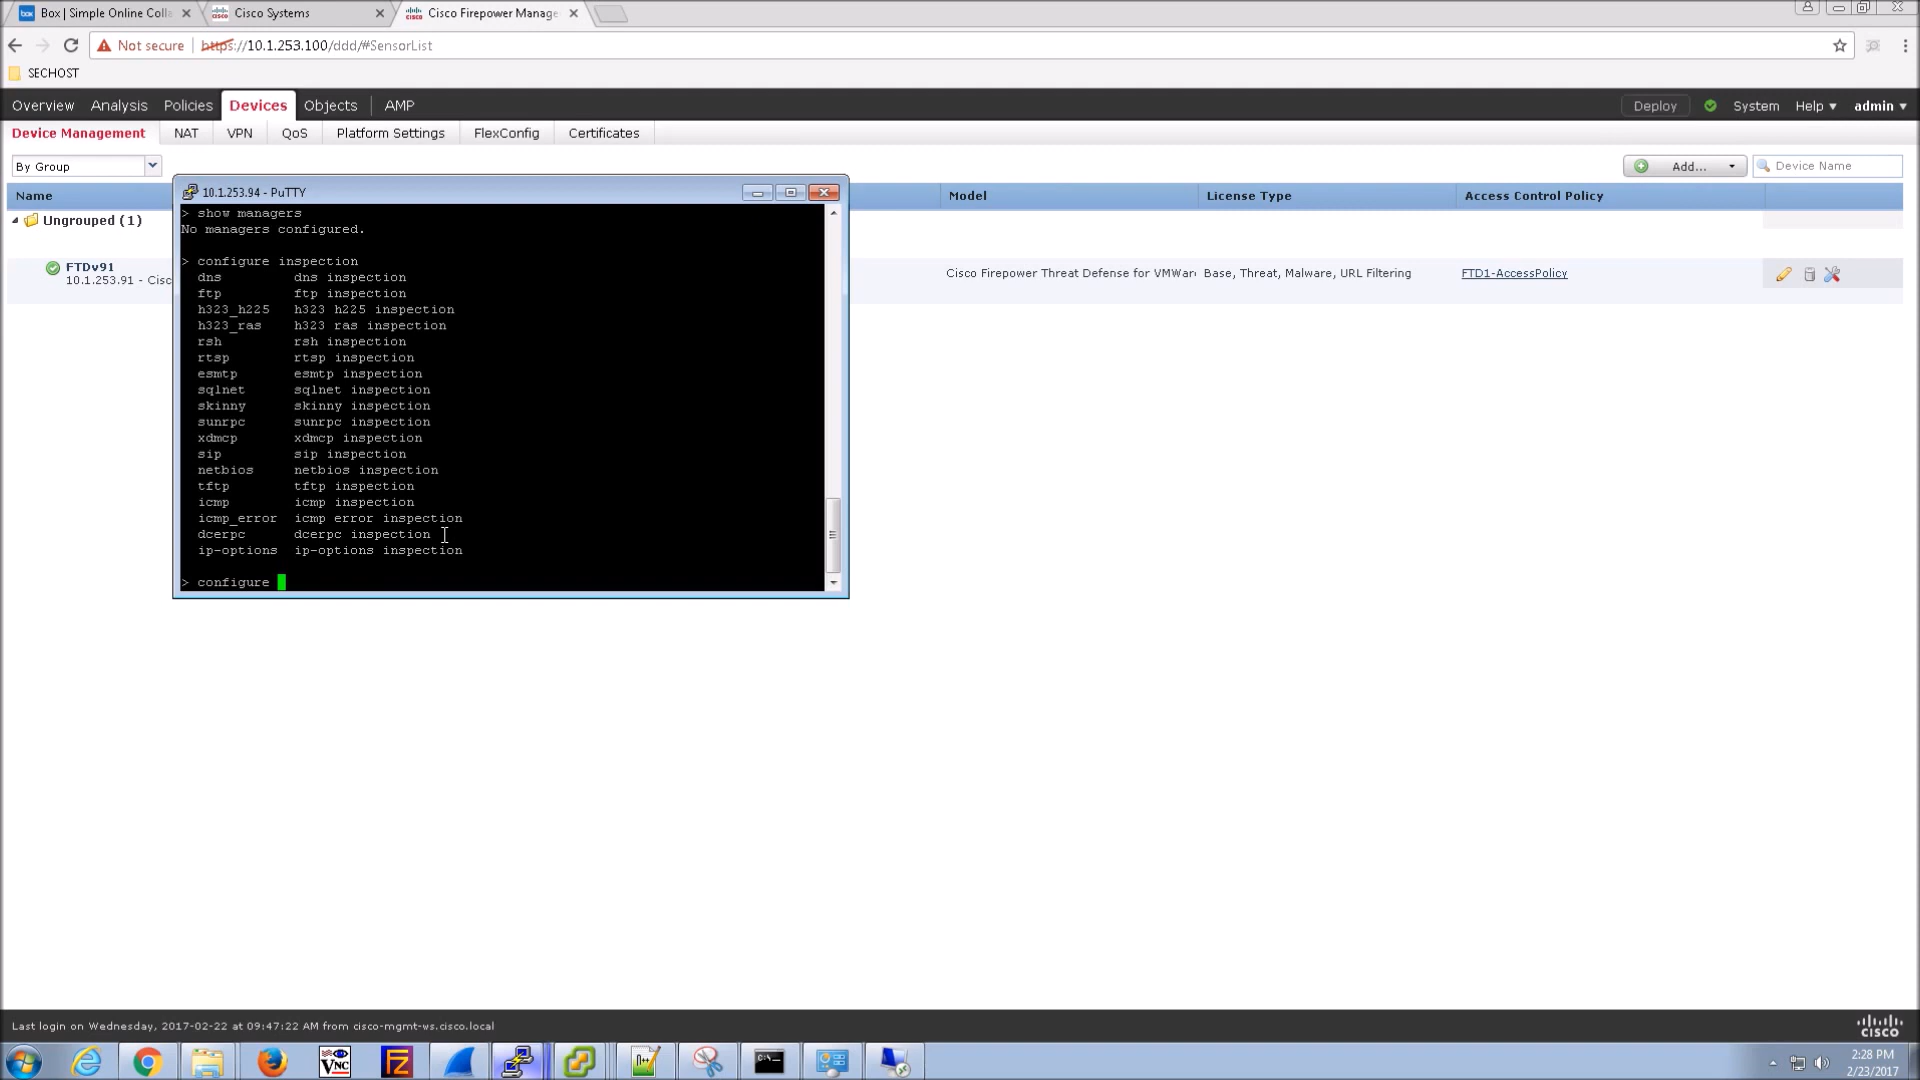 Box | Simple Online Colla
Cisco Systems
Cisco Firepower Manage
Not secure
https://10.1.253.100/ddd/#SensorList
SECHOST
Overview Analysis Policies Devices Objects AMP
Deploy System Help admin
Device Management NAT VPN QoS Platform Settings FlexConfig Certificates
By Group
Add...
Device Name
Name Model License Type Access Control Policy
Ungrouped (1)
FTDv91
10.1.253.91 - Cisc
Cisco Firepower Threat Defense for VMWar
Base, Threat, Malware, URL Filtering
FTD1-AccessPolicy
10.1.253.94 - PuTTY
> show managers
No managers configured.
> configure inspection
dns dns inspection
ftp ftp inspection
h323_h225 h323 h225 inspection
h323_ras h323 ras inspection
rsh rsh inspection
rtsp rtsp inspection
esmtp esmtp inspection
sqlnet sqlnet inspection
skinny skinny inspection
sunrpc sunrpc inspection
xdmcp xdmcp inspection
sip sip inspection
netbios netbios inspection
tftp tftp inspection
icmp icmp inspection
icmp_error icmp error inspection
dcerpc dcerpc inspection
ip-options ip-options inspection
> configure
Last login on Wednesday, 2017-02-22 at 09:47:22 AM from cisco-mgmt-ws.cisco.local
CISCO
2:28 PM
2/23/2017